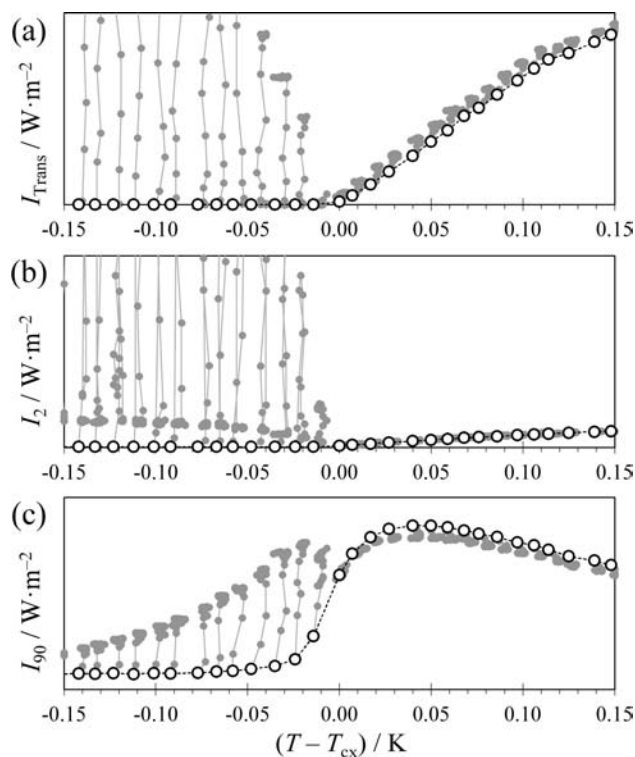 (a)
I_Trans / W·m⁻²
-0.15 -0.10 -0.05 0.00 0.05 0.10 0.15
(b)
I_2 / W·m⁻²
-0.15 -0.10 -0.05 0.00 0.05 0.10 0.15
(c)
I_90 / W·m⁻²
-0.15 -0.10 -0.05 0.00 0.05 0.10 0.15
(T – T_cx) / K